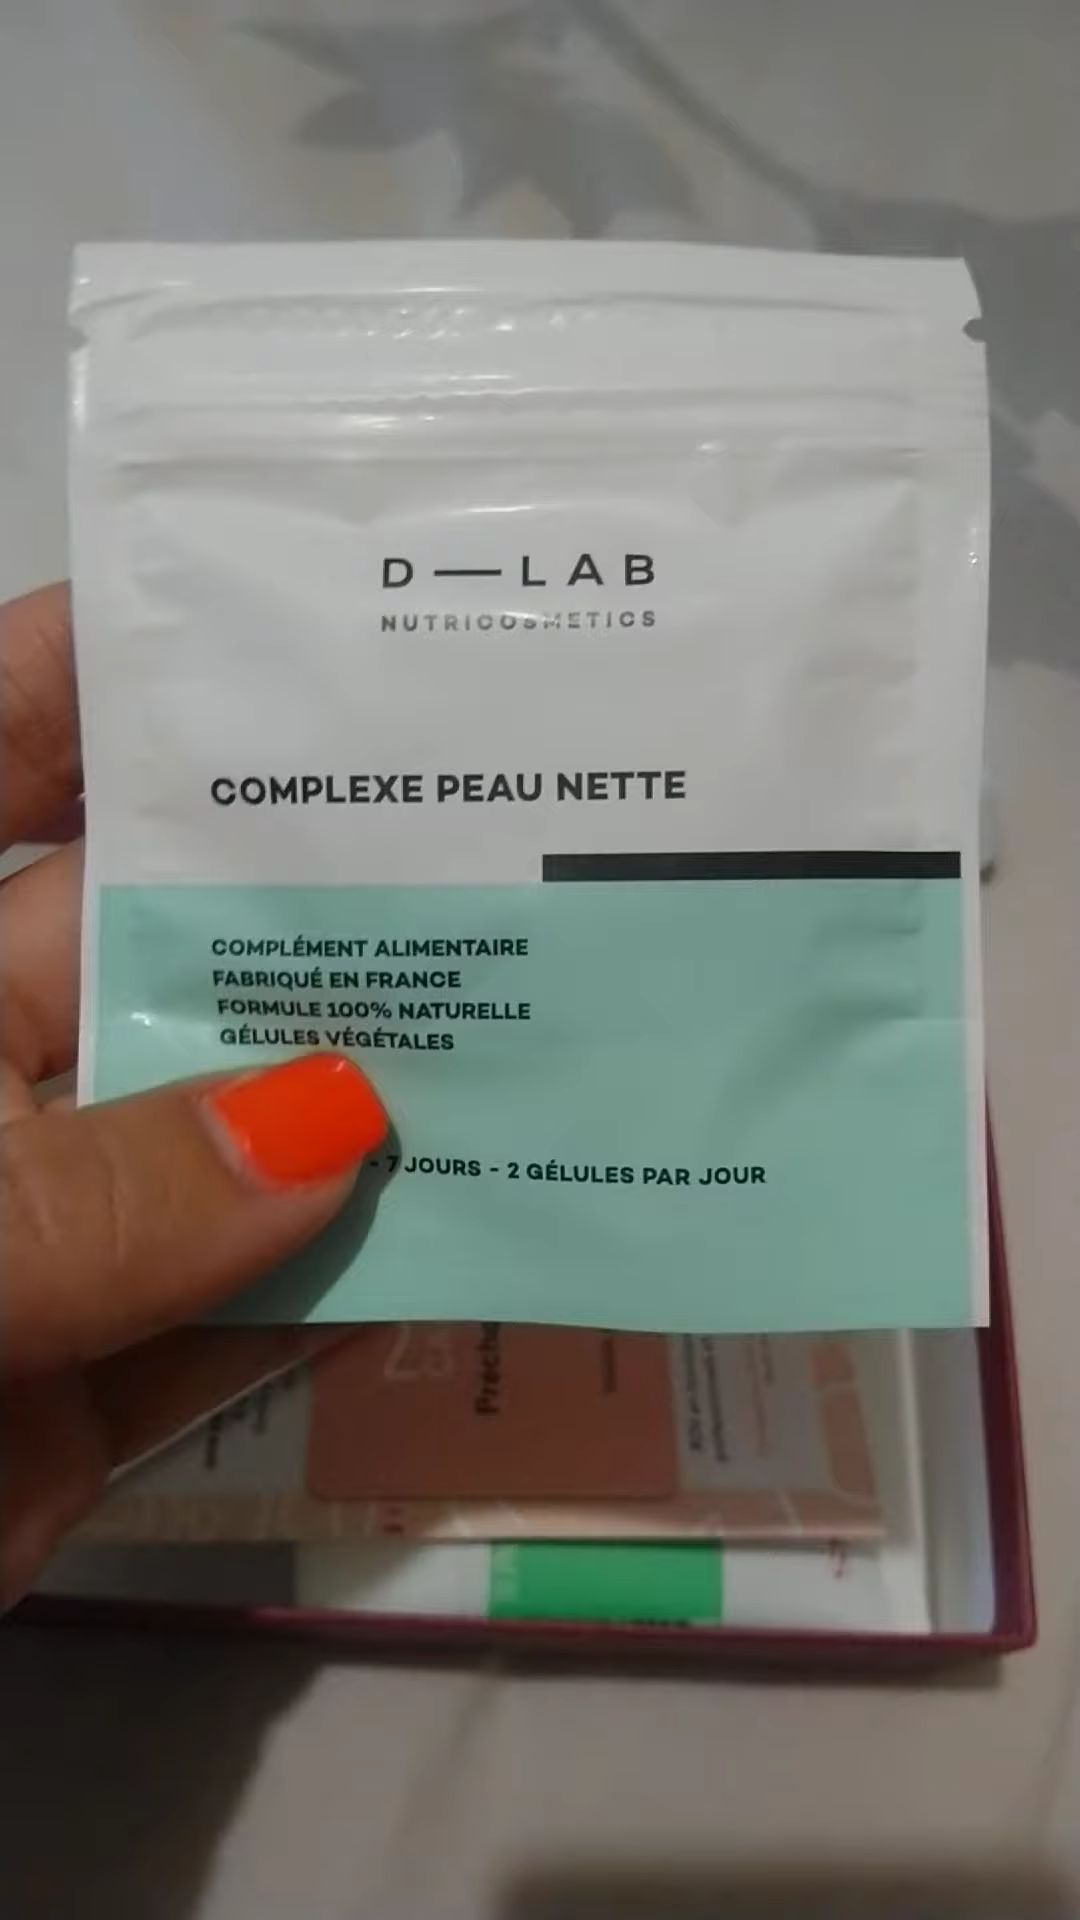 D — LAB
NUTRICOSMETICS
COMPLEXE PEAU NETTE
COMPLÉMENT ALIMENTAIRE
FABRIQUÉ EN FRANCE
FORMULE 100% NATURELLE
GÉLULES VÉGÉTALES
- 7 JOURS - 2 GÉLULES PAR JOUR